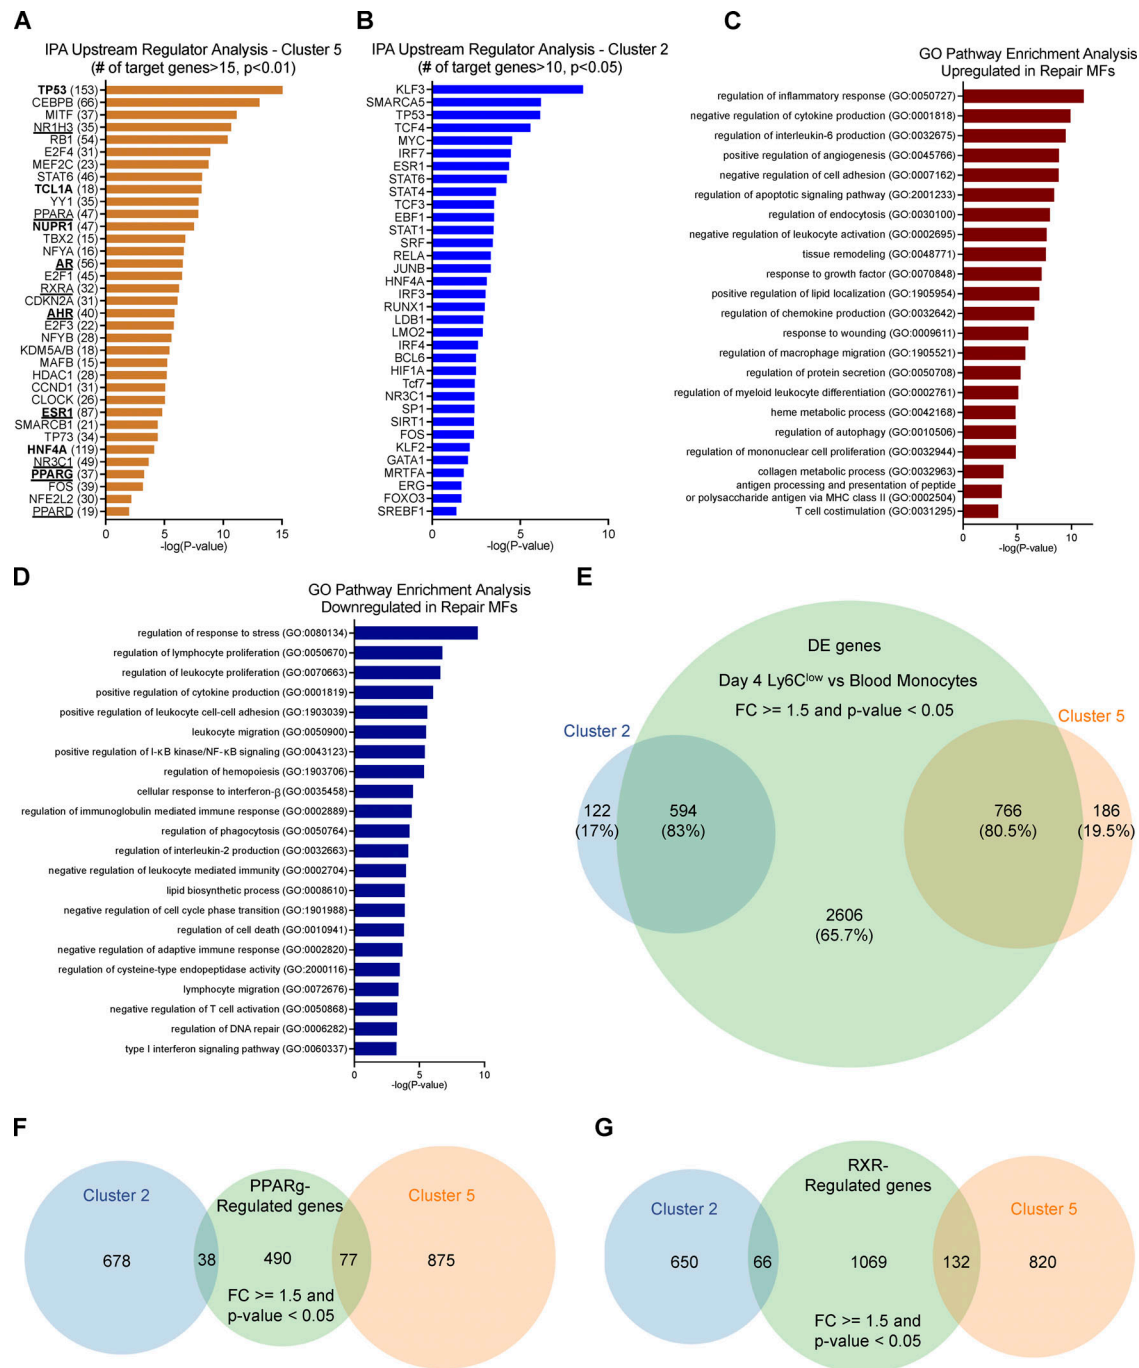 A
IPA Upstream Regulator Analysis - Cluster 5
(# of target genes>15, p<0.01)
TP53 (153)
CEBPB (66)
MITF (37)
NR1H3 (35)
RB1 (54)
E2F4 (31)
MEF2C (23)
STAT6 (46)
TCL1A (18)
YY1 (35)
PPARA (47)
NUPR1 (47)
TBX2 (15)
NFYA (16)
AR (56)
E2F1 (45)
RXRA (32)
CDKN2A (31)
AHR (40)
E2F3 (22)
NFYB (28)
KDM5A/B (18)
MAFB (15)
HDAC1 (28)
CCND1 (31)
CLOCK (26)
ESR1 (87)
SMARCB1 (21)
TP73 (34)
HNF4A (119)
NR3C1 (49)
PPARG (37)
FOS (39)
NFE2L2 (30)
PPARD (19)
0 5 10 15
-log(P-value)
B
IPA Upstream Regulator Analysis - Cluster 2
(# of target genes>10, p<0.05)
KLF3
SMARCA5
TP53
TCF4
MYC
IRF7
ESR1
STAT6
STAT4
TCF3
EBF1
STAT1
SRF
RELA
JUNB
HNF4A
IRF3
RUNX1
LDB1
LMO2
IRF4
BCL6
HIF1A
Tcf7
NR3C1
SP1
SIRT1
FOS
KLF2
GATA1
MRTFA
ERG
FOXO3
SREBF1
0 5 10
-log(P-value)
C
GO Pathway Enrichment Analysis
Upregulated in Repair MFs
regulation of inflammatory response (GO:0050727)
negative regulation of cytokine production (GO:0001818)
regulation of interleukin-6 production (GO:0032675)
positive regulation of angiogenesis (GO:0045766)
negative regulation of cell adhesion (GO:0007162)
regulation of apoptotic signaling pathway (GO:2001233)
regulation of endocytosis (GO:0030100)
negative regulation of leukocyte activation (GO:0002695)
tissue remodeling (GO:0048771)
response to growth factor (GO:0070848)
positive regulation of lipid localization (GO:1905954)
regulation of chemokine production (GO:0032642)
response to wounding (GO:0009611)
regulation of macrophage migration (GO:1905521)
regulation of protein secretion (GO:0050708)
regulation of myeloid leukocyte differentiation (GO:0002761)
heme metabolic process (GO:0042168)
regulation of autophagy (GO:0010506)
regulation of mononuclear cell proliferation (GO:0032944)
collagen metabolic process (GO:0032963)
antigen processing and presentation of peptide
or polysaccharide antigen via MHC class II (GO:0002504)
T cell costimulation (GO:0031295)
0 5 10
-log(P-value)
D
GO Pathway Enrichment Analysis
Downregulated in Repair MFs
regulation of response to stress (GO:0080134)
regulation of lymphocyte proliferation (GO:0050670)
regulation of leukocyte proliferation (GO:0070663)
positive regulation of cytokine production (GO:0001819)
positive regulation of leukocyte cell-cell adhesion (GO:1903039)
leukocyte migration (GO:0050900)
positive regulation of I-κB kinase/NF-κB signaling (GO:0043123)
regulation of hemopoiesis (GO:1903706)
cellular response to interferon-β (GO:0035458)
regulation of immunoglobulin mediated immune response (GO:0002889)
regulation of phagocytosis (GO:0050764)
regulation of interleukin-2 production (GO:0032663)
negative regulation of leukocyte mediated immunity (GO:0002704)
lipid biosynthetic process (GO:0008610)
negative regulation of cell cycle phase transition (GO:1901988)
regulation of cell death (GO:0010941)
negative regulation of adaptive immune response (GO:0002820)
regulation of cysteine-type endopeptidase activity (GO:2000116)
lymphocyte migration (GO:0072676)
negative regulation of T cell activation (GO:0050868)
regulation of DNA repair (GO:0006282)
type I interferon signaling pathway (GO:0060337)
0 5 10
-log(P-value)
E
DE genes
Day 4 Ly6Clow vs Blood Monocytes
FC >= 1.5 and p-value < 0.05
Cluster 2
Cluster 5
122
(17%)
594
(83%)
766
(80.5%)
186
(19.5%)
2606
(65.7%)
F
Cluster 2
PPARg-
Regulated genes
Cluster 5
678
38
490
77
875
FC >= 1.5 and
p-value < 0.05
G
Cluster 2
RXR-
Regulated genes
Cluster 5
650
66
1069
132
820
FC >= 1.5 and
p-value < 0.05